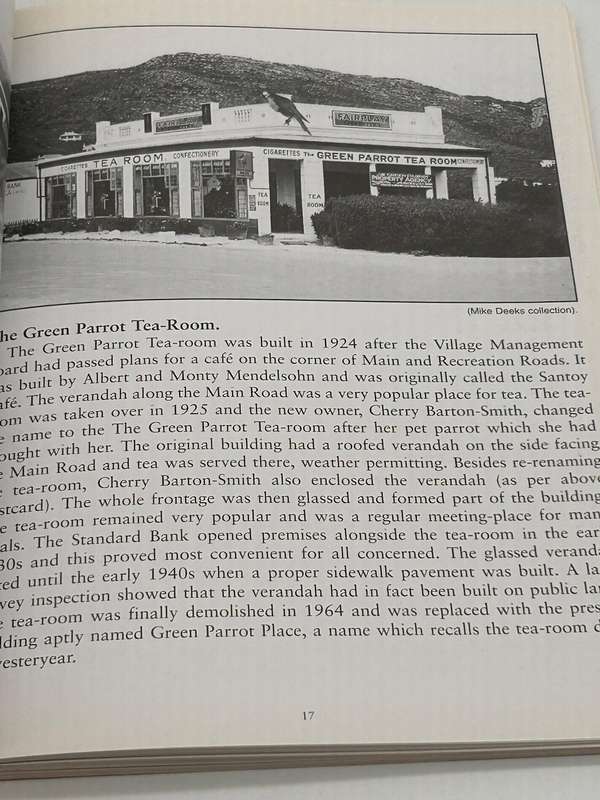 BANK
CIGARETTES TEA ROOM CONFECTIONERY
CIGARETTES THE GREEN PARROT TEA ROOM
FAIRPLAY
FAIRPLAY
PROPERTY AGENCY
TEA ROOM
TEA ROOM
(Mike Deeks collection).
he Green Parrot Tea-Room.
The Green Parrot Tea-room was built in 1924 after the Village Management
oard had passed plans for a café on the corner of Main and Recreation Roads. It
as built by Albert and Monty Mendelsohn and was originally called the Santoy
afé. The verandah along the Main Road was a very popular place for tea. The tea-
oom was taken over in 1925 and the new owner, Cherry Barton-Smith, changed
e name to the The Green Parrot Tea-room after her pet parrot which she had
ought with her. The original building had a roofed verandah on the side facing
e Main Road and tea was served there, weather permitting. Besides re-renaming
e tea-room, Cherry Barton-Smith also enclosed the verandah (as per above
stcard). The whole frontage was then glassed and formed part of the building
e tea-room remained very popular and was a regular meeting-place for man
als. The Standard Bank opened premises alongside the tea-room in the ear
30s and this proved most convenient for all concerned. The glassed veranda
ted until the early 1940s when a proper sidewalk pavement was built. A la
vey inspection showed that the verandah had in fact been built on public lan
e tea-room was finally demolished in 1964 and was replaced with the pres
lding aptly named Green Parrot Place, a name which recalls the tea-room o
yesteryear.
17